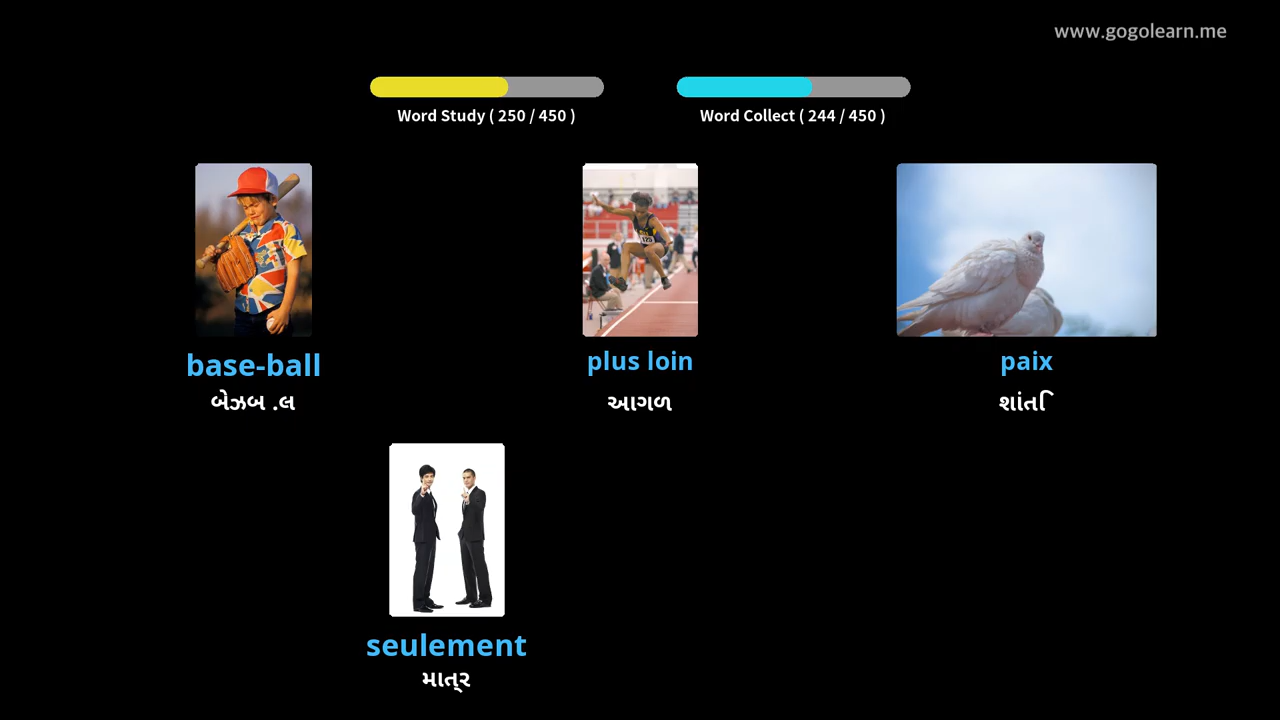 www.gogolearn.me
Word Study ( 250 / 450 )
Word Collect ( 244 / 450 )
base-ball
plus loin
paix
બેઝબ .લ
આગળ
શાંતિ
seulement
માત્ર